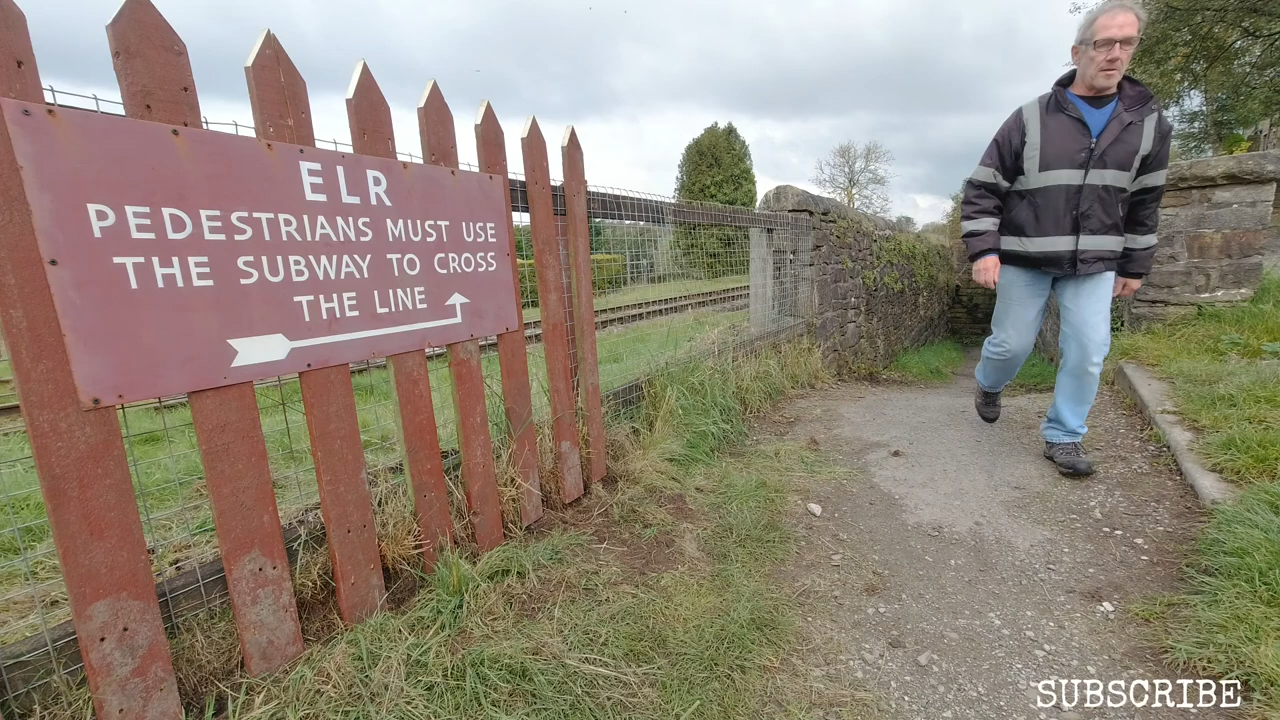 ELR
PEDESTRIANS MUST USE
THE SUBWAY TO CROSS
THE LINE
SUBSCRIBE